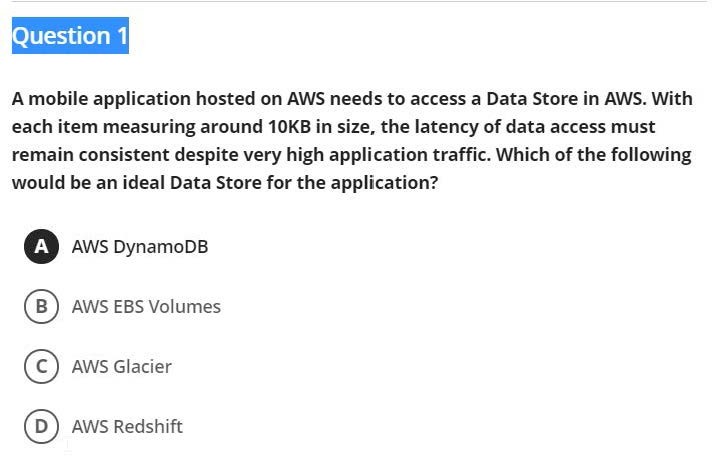 Question 1
A mobile application hosted on AWS needs to access a Data Store in AWS. With
each item measuring around 10KB in size, the latency of data access must
remain consistent despite very high application traffic. Which of the following
would be an ideal Data Store for the application?
A AWS DynamoDB
B AWS EBS Volumes
C AWS Glacier
D AWS Redshift